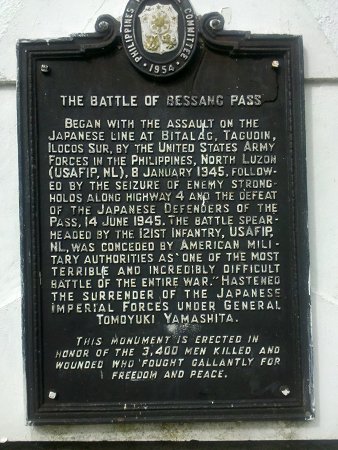 PHILIPPINES
COMMITTEE
1954
THE BATTLE OF BESSANG PASS
BEGAN WITH THE ASSAULT ON THE
JAPANESE LINE AT BITALAG, TAGUDIN,
ILOCOS SUR, BY THE UNITED STATES ARMY
FORCES IN THE PHILIPPINES, NORTH LUZON
(USAFIP, NL), 8 JANUARY 1945, FOLLOW-
ED BY THE SEIZURE OF ENEMY STRONG-
HOLDS ALONG HIGHWAY 4 AND THE DEFEAT
OF THE JAPANESE DEFENDERS OF THE
PASS, 14 JUNE 1945. THE BATTLE SPEAR-
HEADED BY THE 121ST INFANTRY, USAFIP,
NL, WAS CONCEDED BY AMERICAN MILI-
TARY AUTHORITIES AS "ONE OF THE MOST
TERRIBLE AND INCREDIBLY DIFFICULT
BATTLE OF THE ENTIRE WAR." HASTENED
THE SURRENDER OF THE JAPANESE
IMPERIAL FORCES UNDER GENERAL
TOMOYUKI YAMASHITA.
THIS MONUMENT IS ERECTED IN
HONOR OF THE 3,400 MEN KILLED AND
WOUNDED WHO FOUGHT GALLANTLY FOR
FREEDOM AND PEACE.